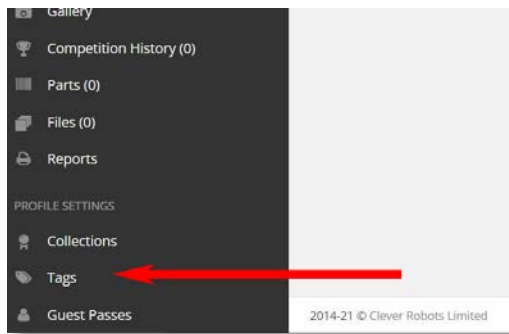 Gallery
Competition History (0)
Parts (0)
Files (0)
Reports
PROFILE SETTINGS
Collections
Tags
Guest Passes
2014-21 © Clever Robots Limited